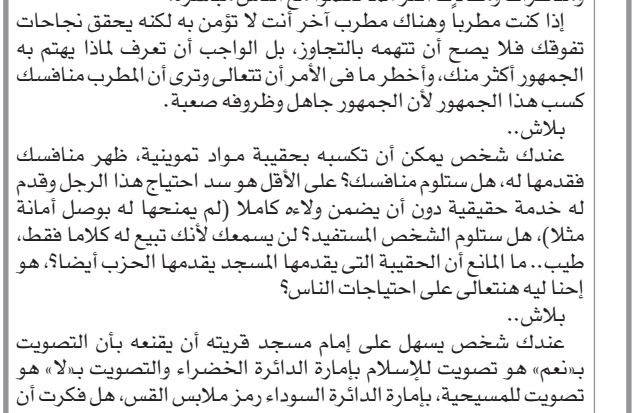 إذا كنت مطرباً وهناك مطرب آخر أنت لا تؤمن به لكنه يحقق نجاحات
تفوقك فلا يصح أن تتهمه بالتجاوز، بل الواجب أن تعرف لماذا يهتم به
الجمهور أكثر منك، وأخطر ما فى الأمر أن تتعالى وترى أن المطرب منافسك
كسب هذا الجمهور لأن الجمهور جاهل وظروفه صعبة.
بلاش..
عندك شخص يمكن أن تكسبه بحقيبة مواد تموينية، ظهر منافسك
فقدمها له، هل ستلوم منافسك؟ على الأقل هو سد احتياج هذا الرجل وقدم
له خدمة حقيقية دون أن يضمن ولاءه كاملا (لم يمنحها له بوصل أمانة
مثلا)، هل ستلوم الشخص المستفيد؟ لن يسمعك لأنك تبيع له كلاما فقط،
طيب.. ما المانع أن الحقيبة التى يقدمها المسجد يقدمها الحزب أيضا؟، هو
إحنا ليه هنتعالى على احتياجات الناس؟
بلاش..
عندك شخص يسهل على إمام مسجد قريته أن يقنعه بأن التصويت
بـ«نعم» هو تصويت للإسلام بإمارة الدائرة الخضراء والتصويت بـ«لا» هو
تصويت للمسيحية، بإمارة الدائرة السوداء رمز ملابس القس، هل فكرت أن